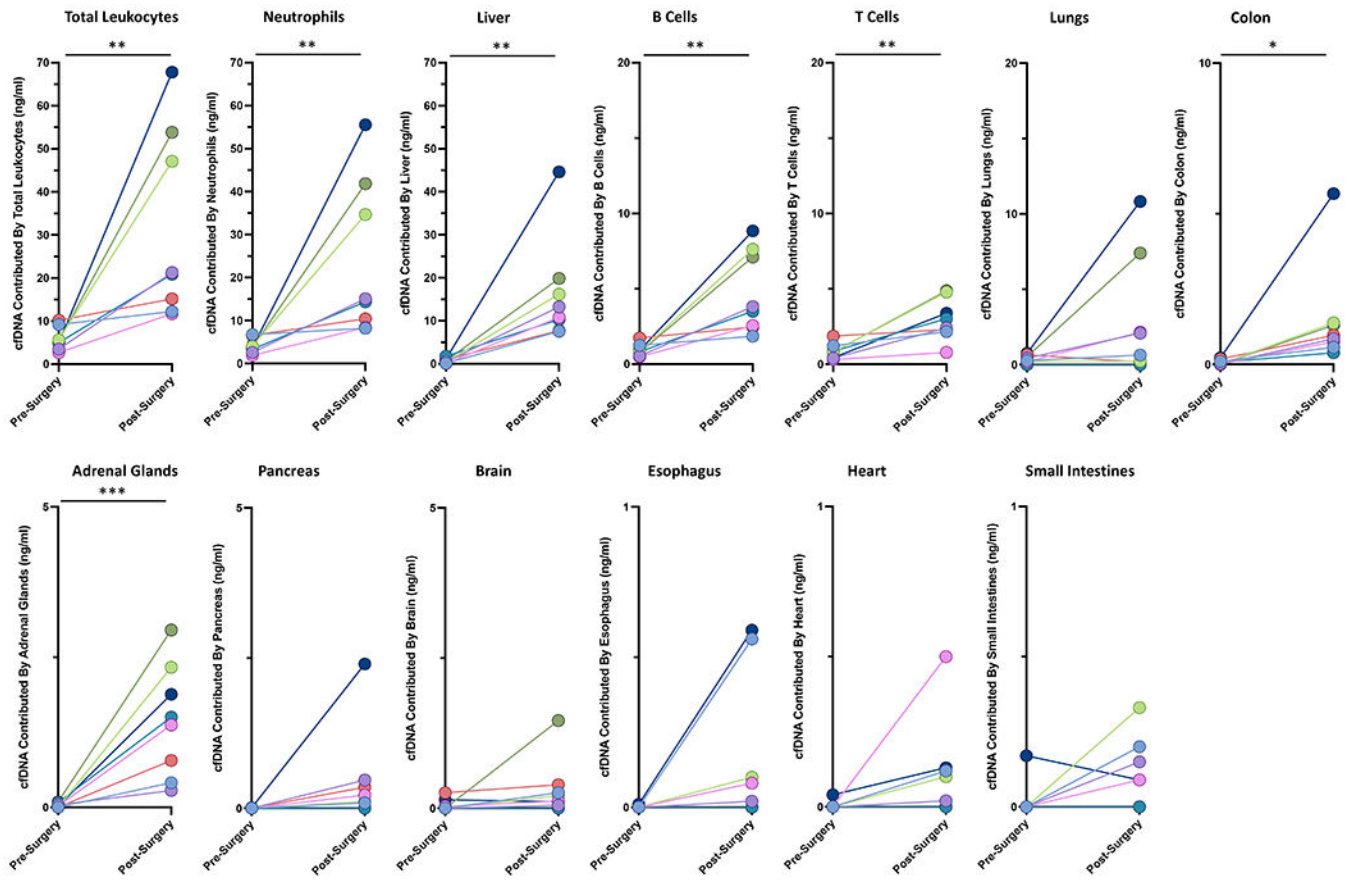 Total Leukocytes
**
cfDNA Contributed By Total Leukocytes (ng/ml)
70
60
50
40
30
20
10
0
Pre-Surgery
Post-Surgery
Neutrophils
**
cfDNA Contributed By Neutrophils (ng/ml)
70
60
50
40
30
20
10
0
Pre-Surgery
Post-Surgery
Liver
**
cfDNA Contributed By Liver (ng/ml)
70
60
50
40
30
20
10
0
Pre-Surgery
Post-Surgery
B Cells
**
cfDNA Contributed By B Cells (ng/ml)
20
10
0
Pre-Surgery
Post-Surgery
T Cells
**
cfDNA Contributed By T Cells (ng/ml)
20
10
0
Pre-Surgery
Post-Surgery
Lungs
cfDNA Contributed By Lungs (ng/ml)
20
10
0
Pre-Surgery
Post-Surgery
Colon
*
cfDNA Contributed By Colon (ng/ml)
10
0
Pre-Surgery
Post-Surgery
Adrenal Glands
***
cfDNA Contributed By Adrenal Glands (ng/ml)
5
0
Pre-Surgery
Post-Surgery
Pancreas
cfDNA Contributed By Pancreas (ng/ml)
5
0
Pre-Surgery
Post-Surgery
Brain
cfDNA Contributed By Brain (ng/ml)
5
0
Pre-Surgery
Post-Surgery
Esophagus
cfDNA Contributed By Esophagus (ng/ml)
1
0
Pre-Surgery
Post-Surgery
Heart
cfDNA Contributed By Heart (ng/ml)
1
0
Pre-Surgery
Post-Surgery
Small Intestines
cfDNA Contributed By Small Intestines (ng/ml)
1
0
Pre-Surgery
Post-Surgery